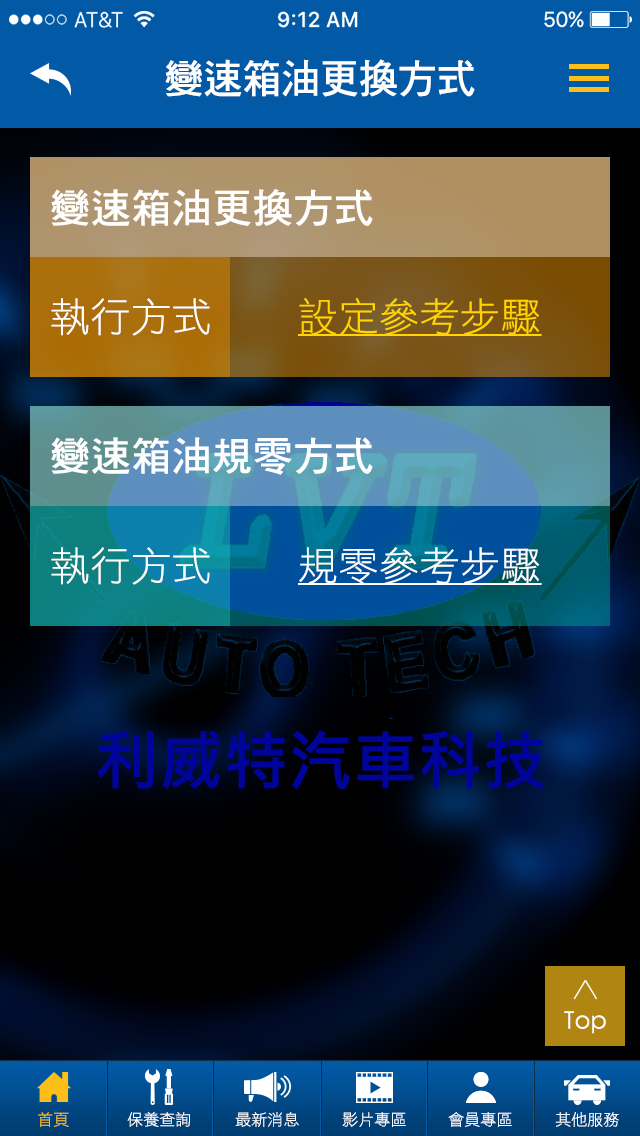 AT&T 9:12 AM 50%
變速箱油更換方式
變速箱油更換方式
執行方式 設定參考步驟
變速箱油規零方式
執行方式 規零參考步驟
LVT
AUTO TECH
利威特汽車科技
Top
首頁 保養查詢 最新消息 影片專區 會員專區 其他服務